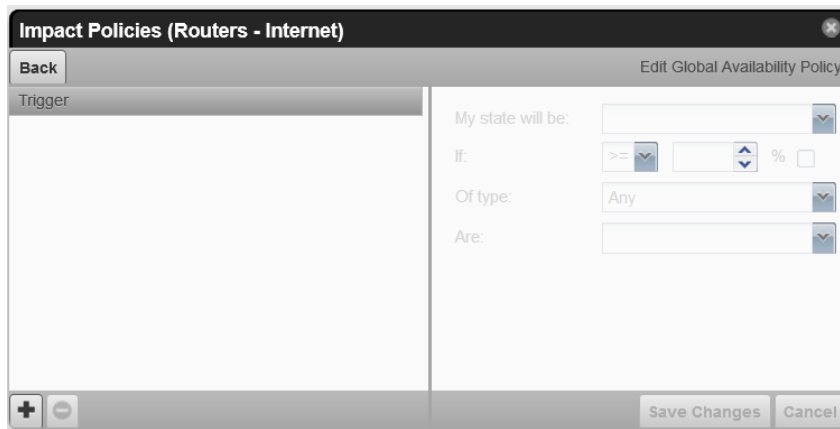 Impact Policies (Routers - Internet)
Back
Edit Global Availability Policy
Trigger
My state will be:
If: >= %
Of type: Any
Are:
Save Changes
Cancel